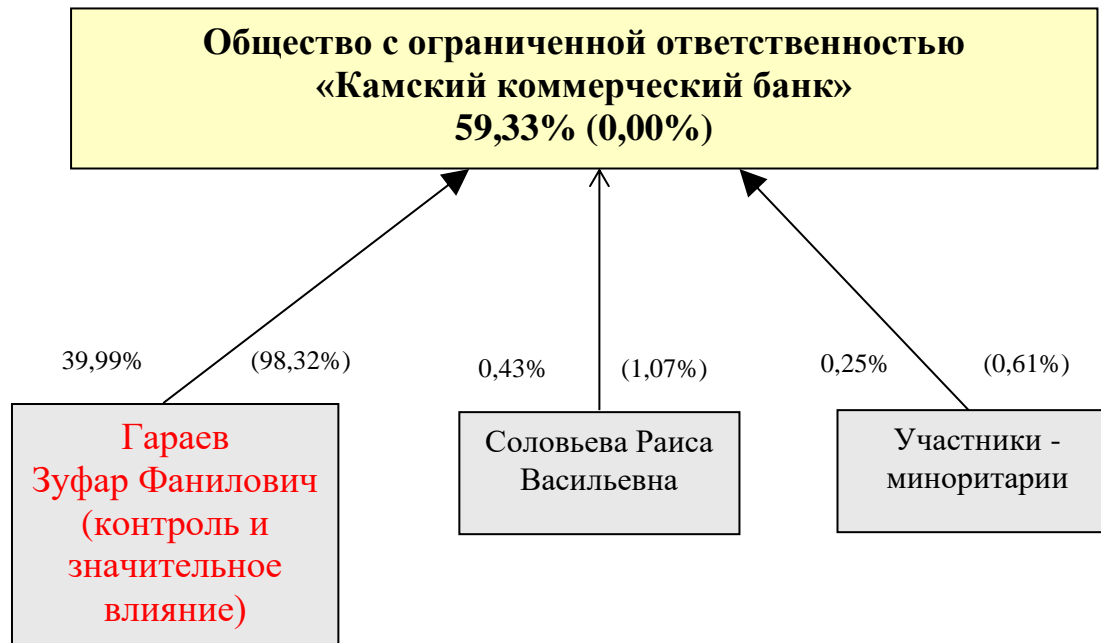 Общество с ограниченной ответственностью
«Камский коммерческий банк»
59,33% (0,00%)
39,99% (98,32%)
0,43% (1,07%)
0,25% (0,61%)
Гараев
Зуфар Фанилович
(контроль и
значительное
влияние)
Соловьева Раиса
Васильевна
Участники -
миноритарии